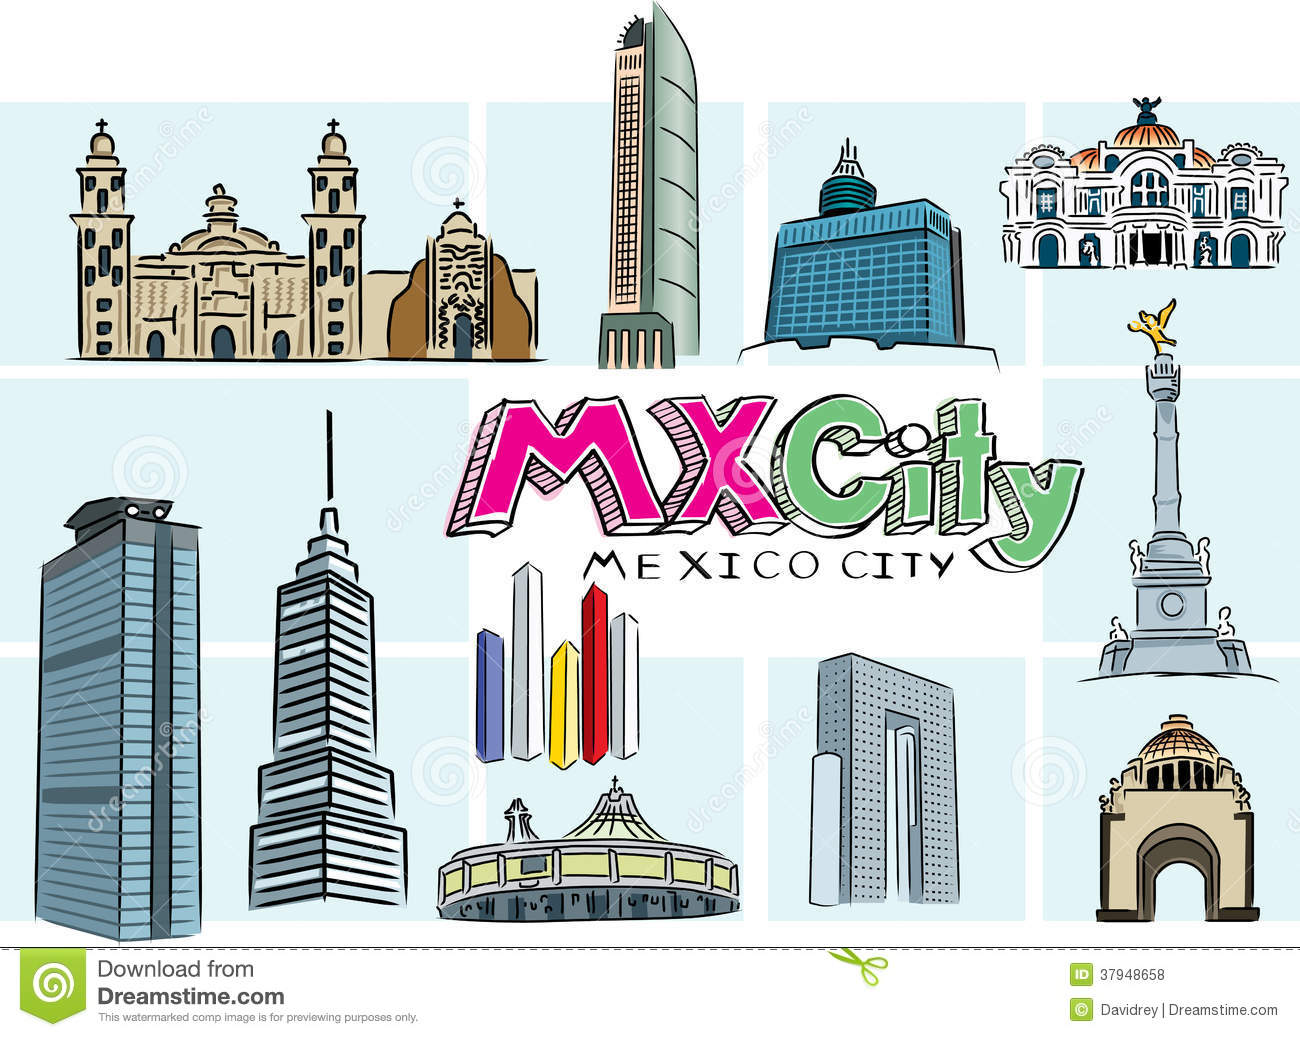 MXCity
MEXICO CITY
Download from
Dreamstime.com
This watermarked comp image is for previewing purposes only.
ID 37948658
© Davidrey | Dreamstime.com